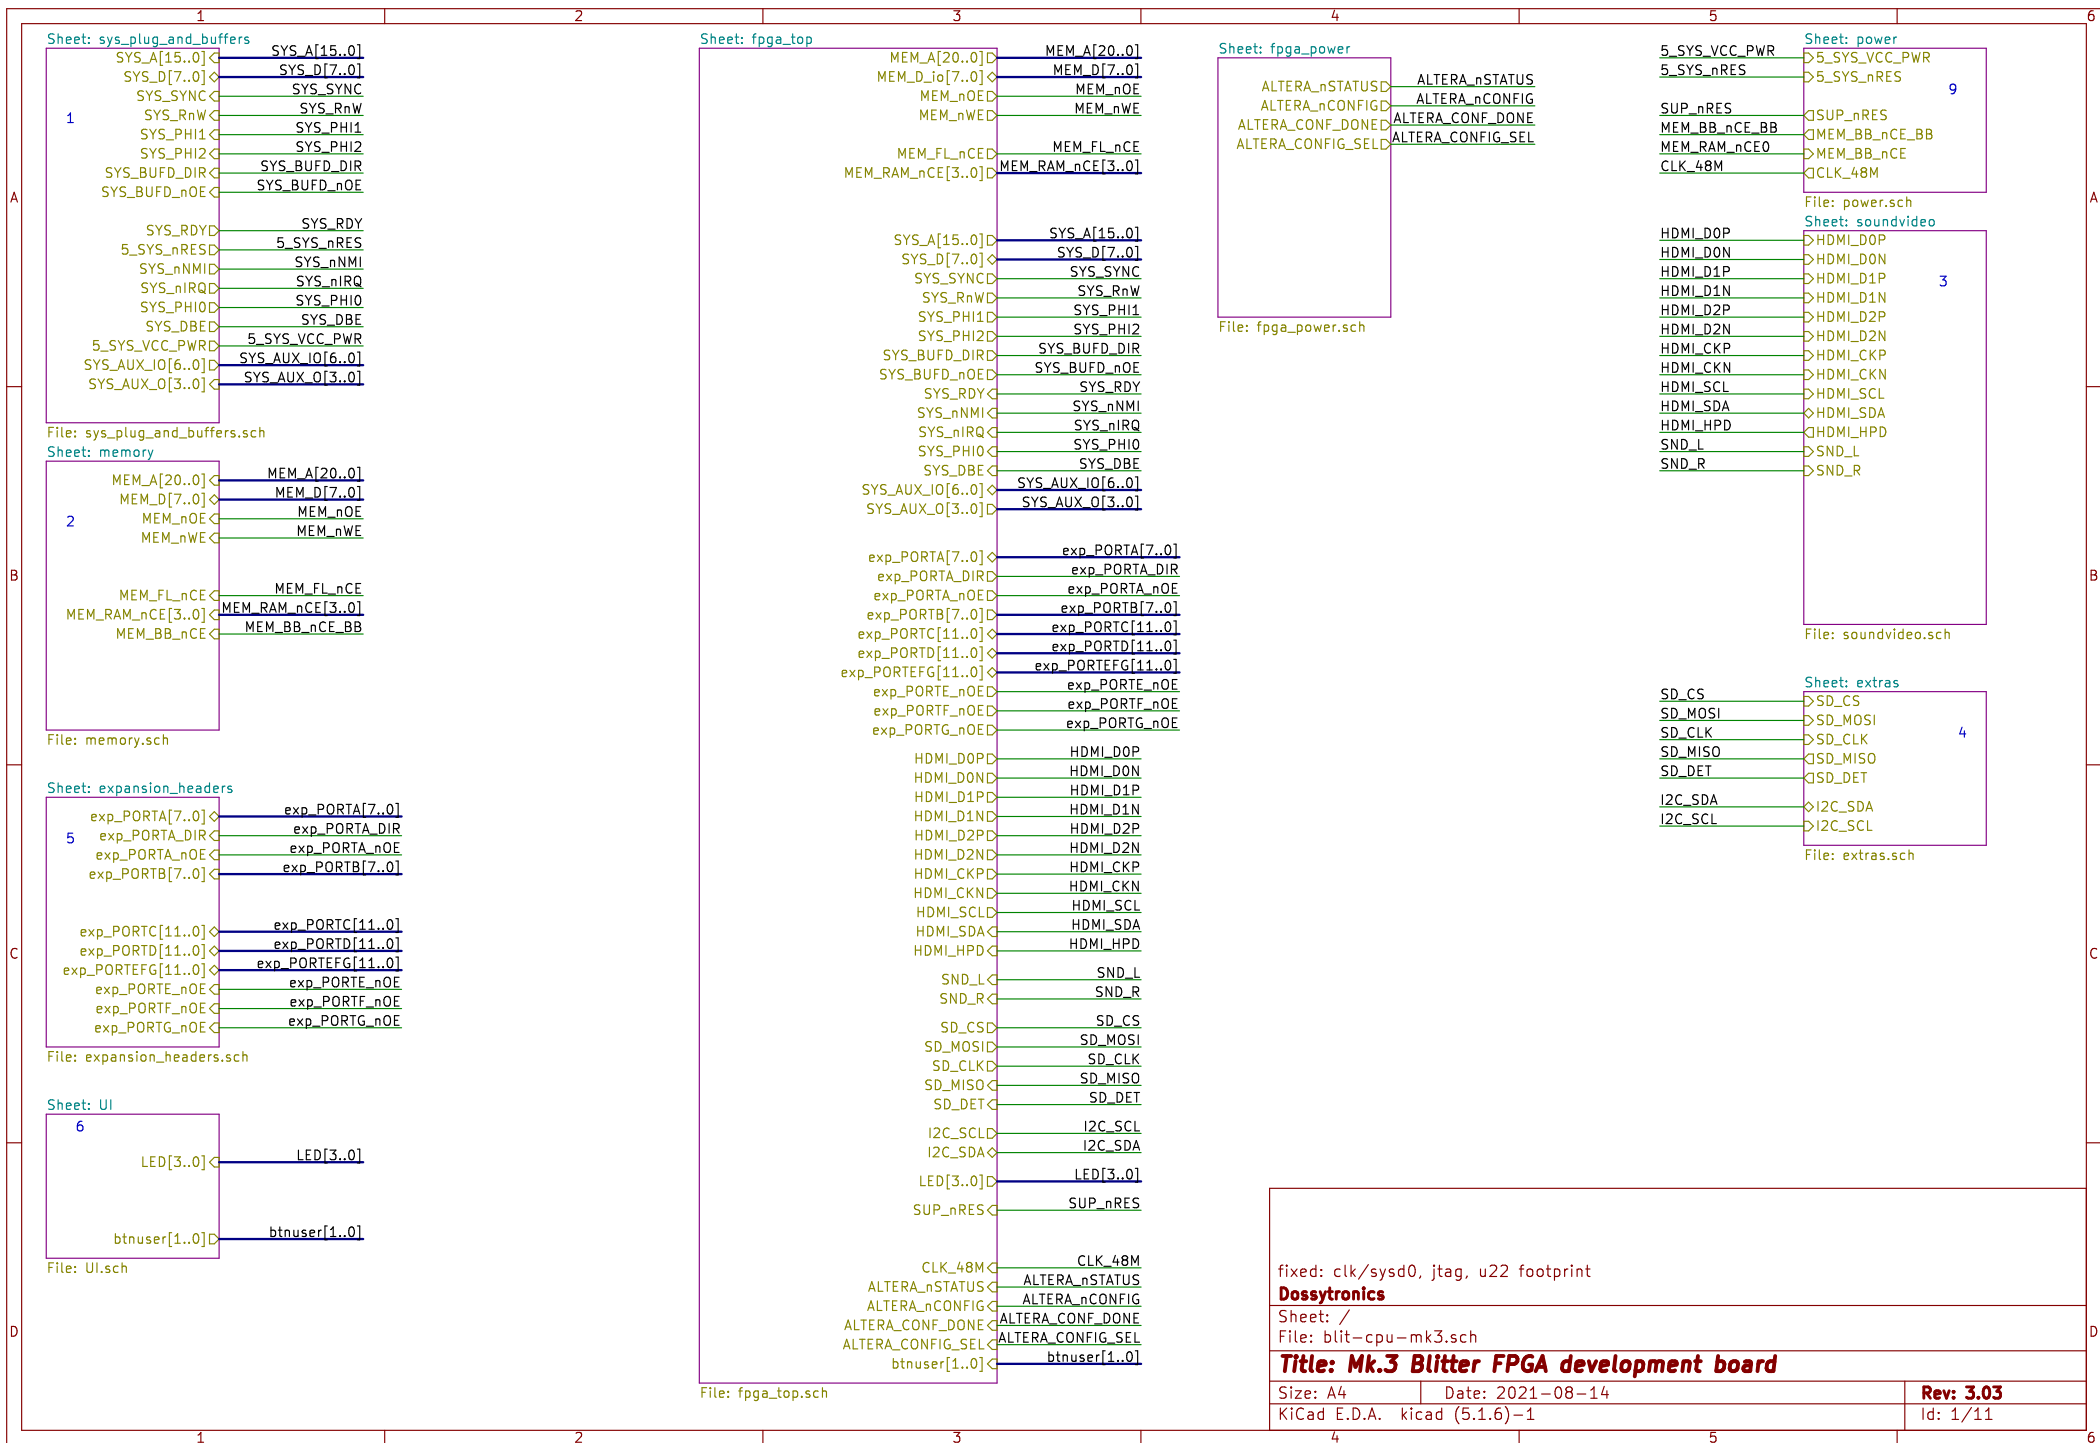 1 2 3 4 5 6
A
B
C
D
A
B
C
D
Sheet: sys_plug_and_buffers
1
SYS_A[15..0] SYS_A[15..0]
SYS_D[7..0] SYS_D[7..0]
SYS_SYNC SYS_SYNC
SYS_RnW SYS_RnW
SYS_PHI1 SYS_PHI1
SYS_PHI2 SYS_PHI2
SYS_BUFD_DIR SYS_BUFD_DIR
SYS_BUFD_nOE SYS_BUFD_nOE
SYS_RDY SYS_RDY
5_SYS_nRES 5_SYS_nRES
SYS_nNMI SYS_nNMI
SYS_nIRQ SYS_nIRQ
SYS_PHI0 SYS_PHI0
SYS_DBE SYS_DBE
5_SYS_VCC_PWR 5_SYS_VCC_PWR
SYS_AUX_IO[6..0] SYS_AUX_IO[6..0]
SYS_AUX_O[3..0] SYS_AUX_O[3..0]
File: sys_plug_and_buffers.sch
Sheet: memory
2
MEM_A[20..0] MEM_A[20..0]
MEM_D[7..0] MEM_D[7..0]
MEM_nOE MEM_nOE
MEM_nWE MEM_nWE
MEM_FL_nCE MEM_FL_nCE
MEM_RAM_nCE[3..0] MEM_RAM_nCE[3..0]
MEM_BB_nCE MEM_BB_nCE_BB
File: memory.sch
Sheet: expansion_headers
5
exp_PORTA[7..0] exp_PORTA[7..0]
exp_PORTA_DIR exp_PORTA_DIR
exp_PORTA_nOE exp_PORTA_nOE
exp_PORTB[7..0] exp_PORTB[7..0]
exp_PORTC[11..0] exp_PORTC[11..0]
exp_PORTD[11..0] exp_PORTD[11..0]
exp_PORTEFG[11..0] exp_PORTEFG[11..0]
exp_PORTE_nOE exp_PORTE_nOE
exp_PORTF_nOE exp_PORTF_nOE
exp_PORTG_nOE exp_PORTG_nOE
File: expansion_headers.sch
Sheet: UI
6
LED[3..0] LED[3..0]
btnuser[1..0] btnuser[1..0]
File: UI.sch
Sheet: fpga_top
MEM_A[20..0] MEM_A[20..0]
MEM_D_io[7..0] MEM_D[7..0]
MEM_nOE MEM_nOE
MEM_nWE MEM_nWE
MEM_FL_nCE MEM_FL_nCE
MEM_RAM_nCE[3..0] MEM_RAM_nCE[3..0]
SYS_A[15..0] SYS_A[15..0]
SYS_D[7..0] SYS_D[7..0]
SYS_SYNC SYS_SYNC
SYS_RnW SYS_RnW
SYS_PHI1 SYS_PHI1
SYS_PHI2 SYS_PHI2
SYS_BUFD_DIR SYS_BUFD_DIR
SYS_BUFD_nOE SYS_BUFD_nOE
SYS_RDY SYS_RDY
SYS_nNMI SYS_nNMI
SYS_nIRQ SYS_nIRQ
SYS_PHI0 SYS_PHI0
SYS_DBE SYS_DBE
SYS_AUX_IO[6..0] SYS_AUX_IO[6..0]
SYS_AUX_O[3..0] SYS_AUX_O[3..0]
exp_PORTA[7..0] exp_PORTA[7..0]
exp_PORTA_DIR exp_PORTA_DIR
exp_PORTA_nOE exp_PORTA_nOE
exp_PORTB[7..0] exp_PORTB[7..0]
exp_PORTC[11..0] exp_PORTC[11..0]
exp_PORTD[11..0] exp_PORTD[11..0]
exp_PORTEFG[11..0] exp_PORTEFG[11..0]
exp_PORTE_nOE exp_PORTE_nOE
exp_PORTF_nOE exp_PORTF_nOE
exp_PORTG_nOE exp_PORTG_nOE
HDMI_D0P HDMI_D0P
HDMI_D0N HDMI_D0N
HDMI_D1P HDMI_D1P
HDMI_D1N HDMI_D1N
HDMI_D2P HDMI_D2P
HDMI_D2N HDMI_D2N
HDMI_CKP HDMI_CKP
HDMI_CKN HDMI_CKN
HDMI_SCL HDMI_SCL
HDMI_SDA HDMI_SDA
HDMI_HPD HDMI_HPD
SND_L SND_L
SND_R SND_R
SD_CS SD_CS
SD_MOSI SD_MOSI
SD_CLK SD_CLK
SD_MISO SD_MISO
SD_DET SD_DET
I2C_SCL I2C_SCL
I2C_SDA I2C_SDA
LED[3..0] LED[3..0]
SUP_nRES SUP_nRES
CLK_48M CLK_48M
ALTERA_nSTATUS ALTERA_nSTATUS
ALTERA_nCONFIG ALTERA_nCONFIG
ALTERA_CONF_DONE ALTERA_CONF_DONE
ALTERA_CONFIG_SEL ALTERA_CONFIG_SEL
btnuser[1..0] btnuser[1..0]
File: fpga_top.sch
Sheet: fpga_power
ALTERA_nSTATUS ALTERA_nSTATUS
ALTERA_nCONFIG ALTERA_nCONFIG
ALTERA_CONF_DONE ALTERA_CONF_DONE
ALTERA_CONFIG_SEL ALTERA_CONFIG_SEL
File: fpga_power.sch
Sheet: power
9
5_SYS_VCC_PWR 5_SYS_VCC_PWR
5_SYS_nRES 5_SYS_nRES
SUP_nRES SUP_nRES
MEM_BB_nCE_BB MEM_BB_nCE_BB
MEM_RAM_nCE0 MEM_BB_nCE
CLK_48M CLK_48M
File: power.sch
Sheet: soundvideo
3
HDMI_D0P HDMI_D0P
HDMI_D0N HDMI_D0N
HDMI_D1P HDMI_D1P
HDMI_D1N HDMI_D1N
HDMI_D2P HDMI_D2P
HDMI_D2N HDMI_D2N
HDMI_CKP HDMI_CKP
HDMI_CKN HDMI_CKN
HDMI_SCL HDMI_SCL
HDMI_SDA HDMI_SDA
HDMI_HPD HDMI_HPD
SND_L SND_L
SND_R SND_R
File: soundvideo.sch
Sheet: extras
4
SD_CS SD_CS
SD_MOSI SD_MOSI
SD_CLK SD_CLK
SD_MISO SD_MISO
SD_DET SD_DET
I2C_SDA I2C_SDA
I2C_SCL I2C_SCL
File: extras.sch
fixed: clk/sysd0, jtag, u22 footprint
Dossytronics
Sheet: /
File: blit-cpu-mk3.sch
Title: Mk.3 Blitter FPGA development board
Size: A4 Date: 2021-08-14 Rev: 3.03
KiCad E.D.A. kicad (5.1.6)-1 Id: 1/11
1 2 3 4 5 6